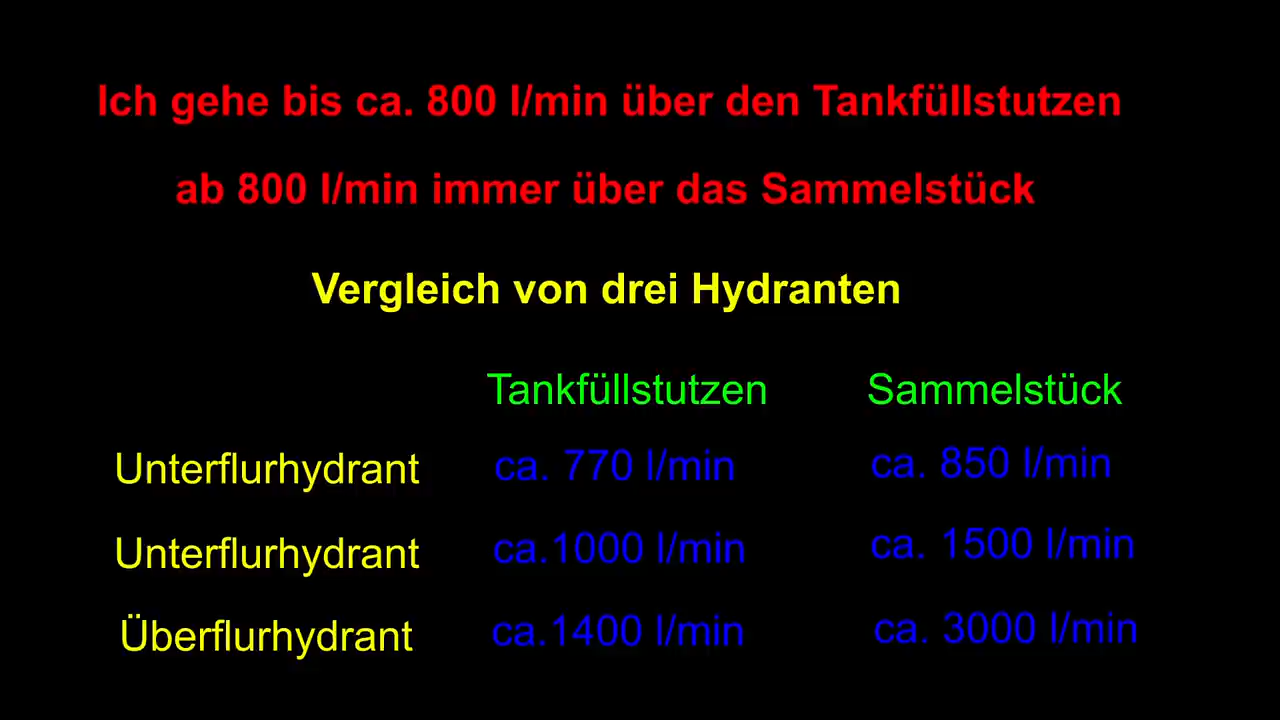 Ich gehe bis ca. 800 l/min über den Tankfüllstutzen
ab 800 l/min immer über das Sammelstück
Vergleich von drei Hydranten
Tankfüllstutzen Sammelstück
Unterflurhydrant ca. 770 l/min ca. 850 l/min
Unterflurhydrant ca.1000 l/min ca. 1500 l/min
Überflurhydrant ca.1400 l/min ca. 3000 l/min